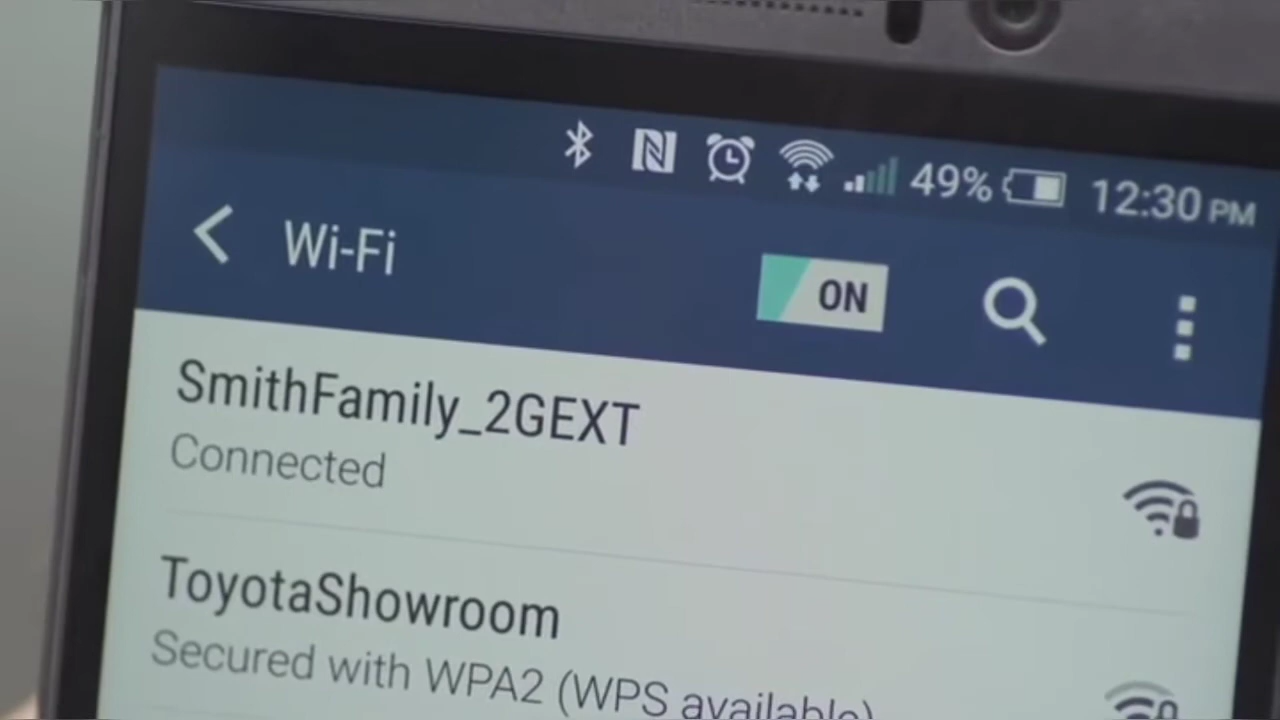 49% 12:30 PM
Wi-Fi ON
SmithFamily_2GEXT
Connected
ToyotaShowroom
Secured with WPA2 (WPS available)